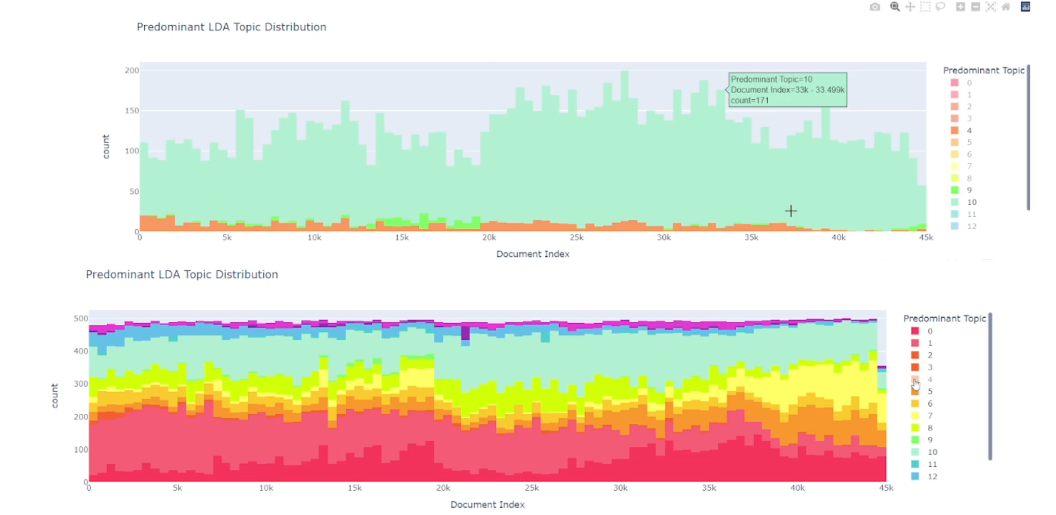 Predominant LDA Topic Distribution
200
150
100
50
0
count
0 5k 10k 15k 20k 25k 30k 35k 40k 45k
Document Index
Predominant Topic=10
Document Index=33k - 33.499k
count=171
Predominant Topic
0
1
2
3
4
5
6
7
8
9
10
11
12
Predominant LDA Topic Distribution
500
400
300
200
100
0
count
0 5k 10k 15k 20k 25k 30k 35k 40k 45k
Document Index
Predominant Topic
0
1
2
3
4
5
6
7
8
9
10
11
12